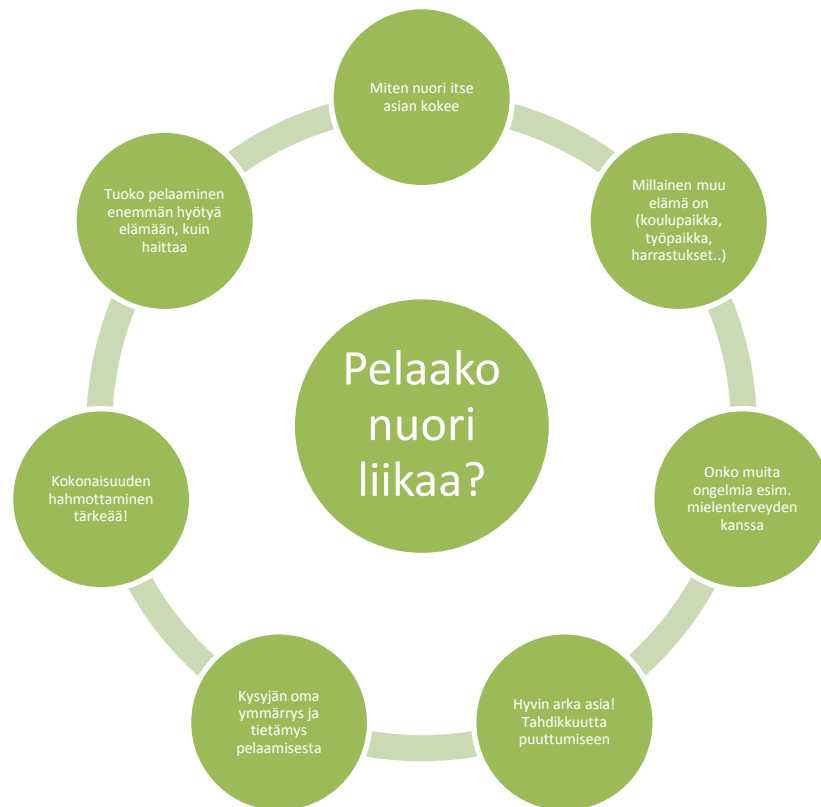 Miten nuori itse
asian kokee
Millainen muu
elämä on
(koulupaikka,
työpaikka,
harrastukset..)
Onko muita
ongelmia esim.
mielenterveyden
kanssa
Hyvin arka asia!
Tahdikkuutta
puuttumiseen
Kysyjän oma
ymmärrys ja
tietämys
pelaamisesta
Kokonaisuuden
hahmottaminen
tärkeää!
Tuoko pelaaminen
enemmän hyötyä
elämään, kuin
haittaa
Pelaako
nuori
liikaa?